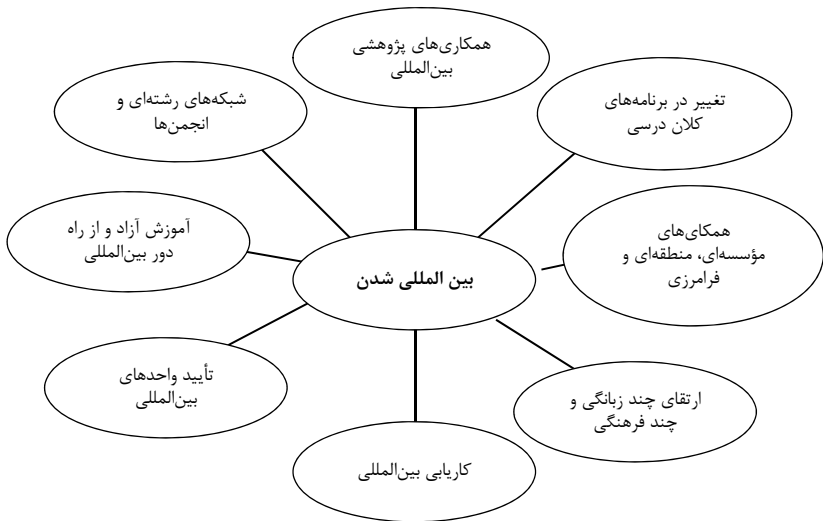 همکاری‌های پژوهشی
بین‌المللی
تغییر در برنامه‌های
کلان درسی
شبکه‌های رشته‌ای و
انجمن‌ها
همکای‌های
مؤسسه‌ای، منطقه‌ای و
فرامرزی
آموزش آزاد و از راه
دور بین‌المللی
بین المللی شدن
تأیید واحدهای
بین‌المللی
ارتقای چند زبانگی و
چند فرهنگی
کاریابی بین‌المللی